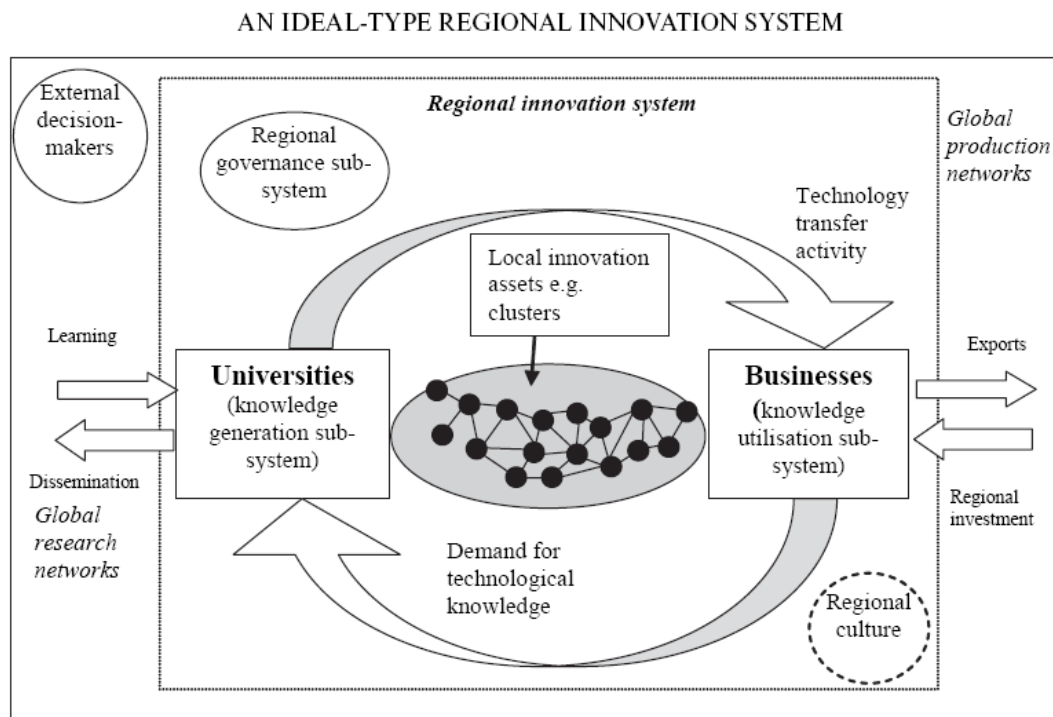 AN IDEAL-TYPE REGIONAL INNOVATION SYSTEM
External
decision-
makers
Regional innovation system
Regional
governance sub-
system
Global
production
networks
Technology
transfer
activity
Local innovation
assets e.g.
clusters
Learning
Universities
(knowledge
generation sub-
system)
Businesses
(knowledge
utilisation sub-
system)
Exports
Dissemination
Global
research
networks
Regional
investment
Demand for
technological
knowledge
Regional
culture